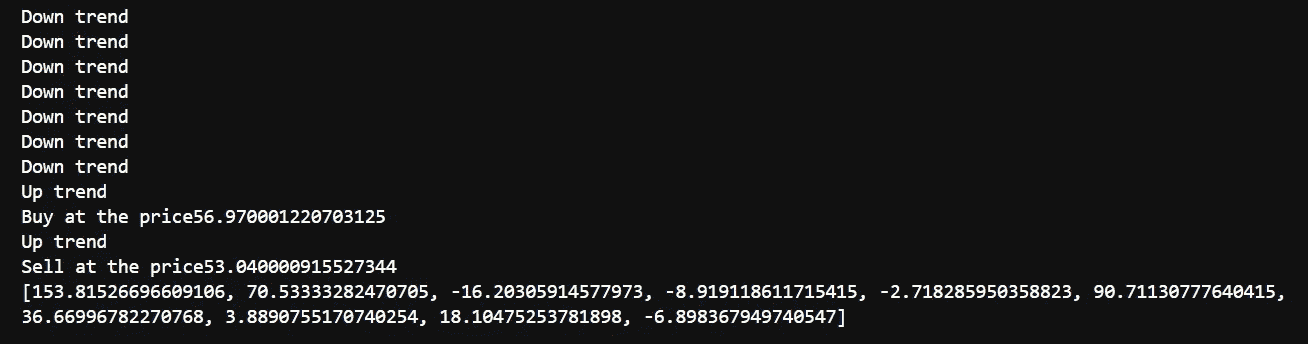 Down trend
Down trend
Down trend
Down trend
Down trend
Down trend
Down trend
Up trend
Buy at the price56.970001220703125
Up trend
Sell at the price53.040000915527344
[153.81526696609106, 70.53333282470705, -16.20305914577973, -8.919118611715415, -2.718285950358823, 90.71130777640415,
36.66996782270768, 3.8890755170740254, 18.10475253781898, -6.898367949740547]